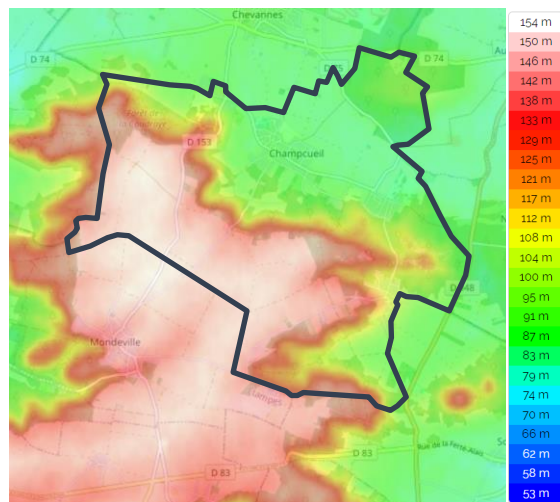 Chevannes
D 74
D 74
D 153
Champcueil
Mondeville
D 83
D 83
Rue de la Ferté-Alais
154 m
150 m
146 m
142 m
138 m
133 m
129 m
125 m
121 m
117 m
112 m
108 m
104 m
100 m
95 m
91 m
87 m
83 m
79 m
74 m
70 m
66 m
62 m
58 m
53 m